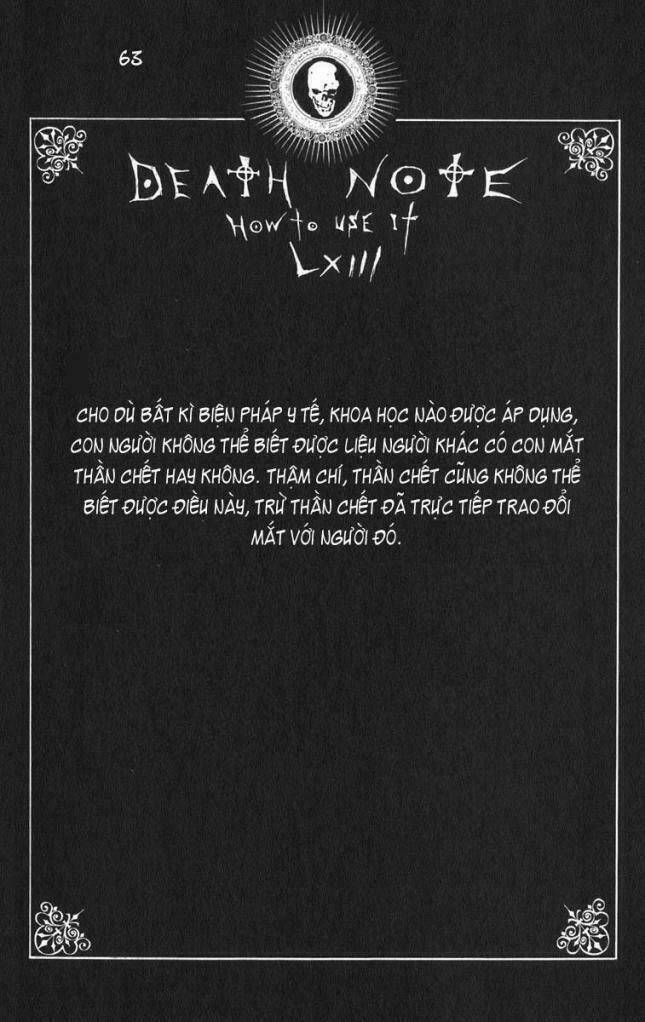 63
DEATH NOTE
HOW TO USE IT
LXIII
CHO DÙ BẤT KÌ BIỆN PHÁP Y TẾ, KHOA HỌC NÀO ĐƯỢC ÁP DỤNG,
CON NGƯỜI KHÔNG THỂ BIẾT ĐƯỢC LIỆU NGƯỜI KHÁC CÓ CON MẮT
THẦN CHẾT HAY KHÔNG. THẬM CHÍ, THẦN CHẾT CŨNG KHÔNG THỂ
BIẾT ĐƯỢC ĐIỀU NÀY, TRỪ THẦN CHẾT ĐÃ TRỰC TIẾP TRAO ĐỔI
MẮT VỚI NGƯỜI ĐÓ.